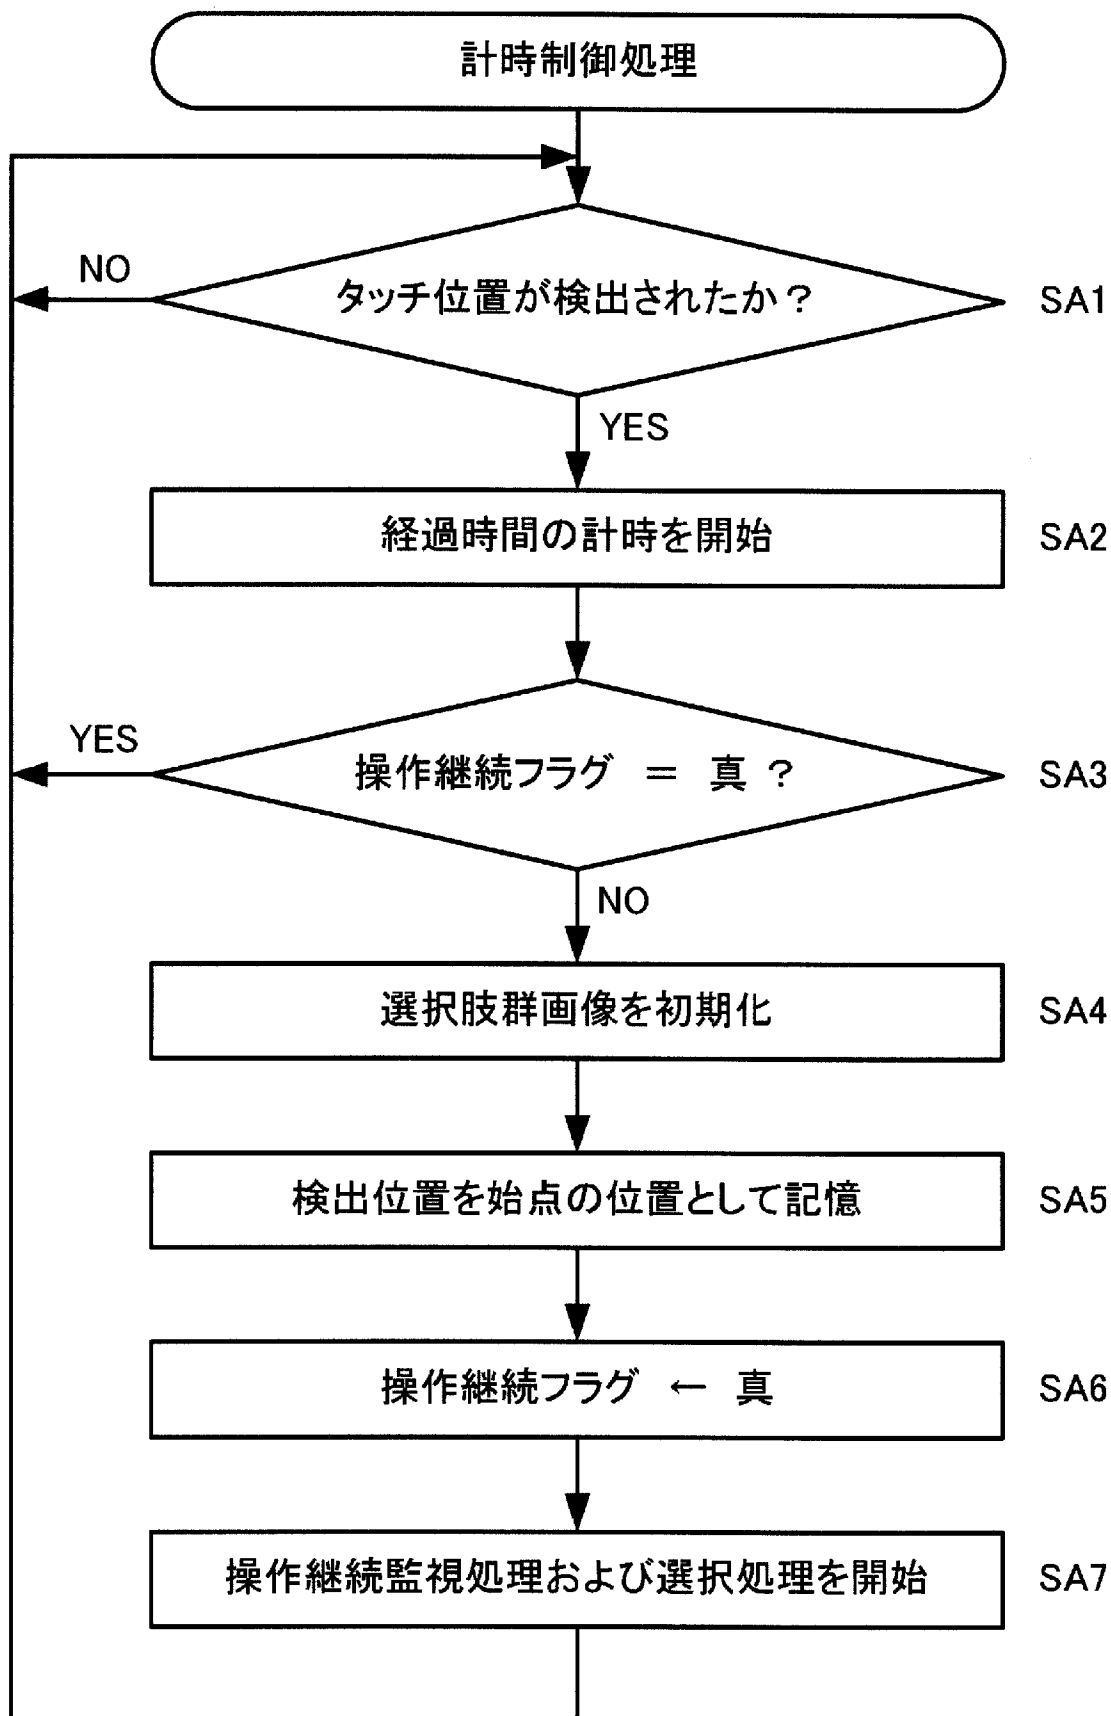 計時制御処理
NO
タッチ位置が検出されたか？
SA1
YES
経過時間の計時を開始
SA2
YES
操作継続フラグ ＝ 真 ？
SA3
NO
選択肢群画像を初期化
SA4
検出位置を始点の位置として記憶
SA5
操作継続フラグ ← 真
SA6
操作継続監視処理および選択処理を開始
SA7